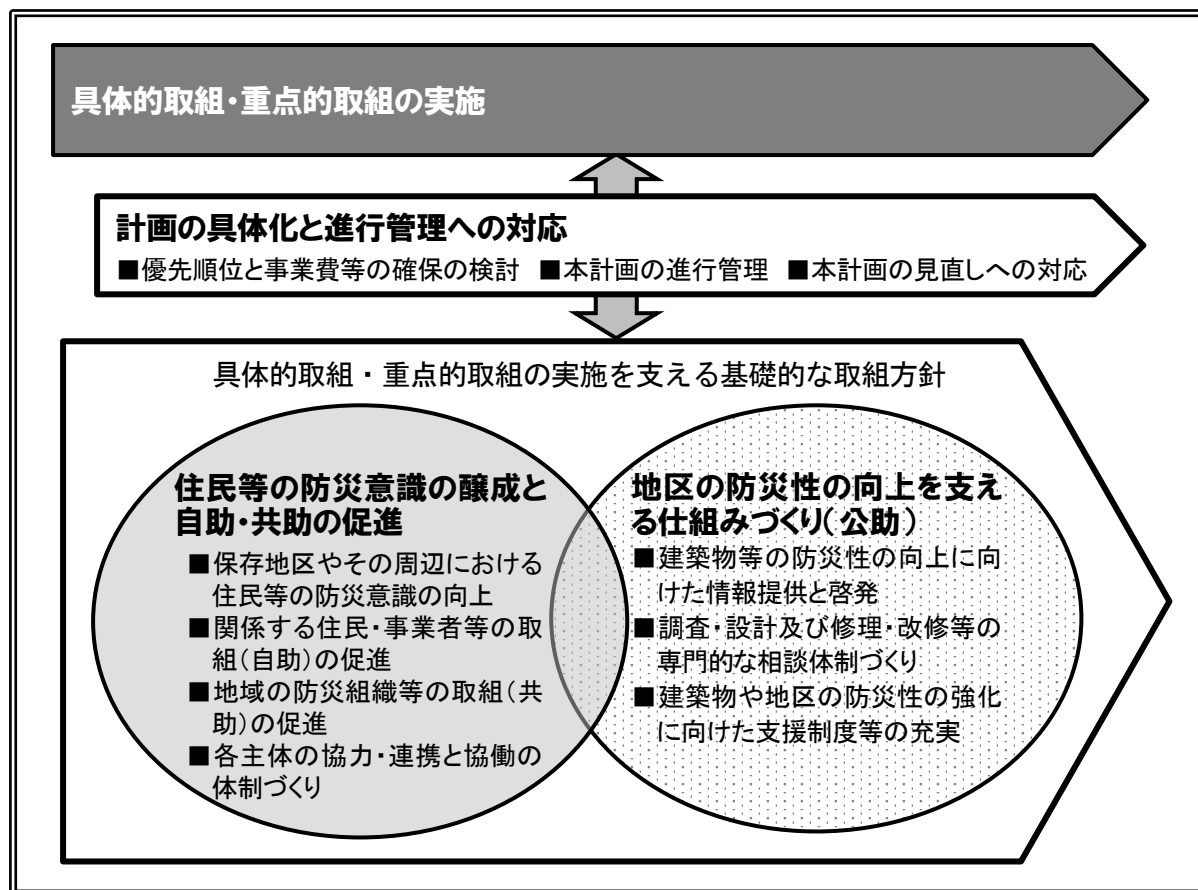 具体的取組・重点的取組の実施
計画の具体化と進行管理への対応
■優先順位と事業費等の確保の検討 ■本計画の進行管理 ■本計画の見直しへの対応
具体的取組・重点的取組の実施を支える基礎的な取組方針
住民等の防災意識の醸成と
自助・共助の促進
■保存地区やその周辺における
住民等の防災意識の向上
■関係する住民・事業者等の取
組(自助)の促進
■地域の防災組織等の取組(共
助)の促進
■各主体の協力・連携と協働の
体制づくり
地区の防災性の向上を支え
る仕組みづくり(公助)
■建築物等の防災性の向上に向
けた情報提供と啓発
■調査・設計及び修理・改修等の
専門的な相談体制づくり
■建築物や地区の防災性の強化
に向けた支援制度等の充実